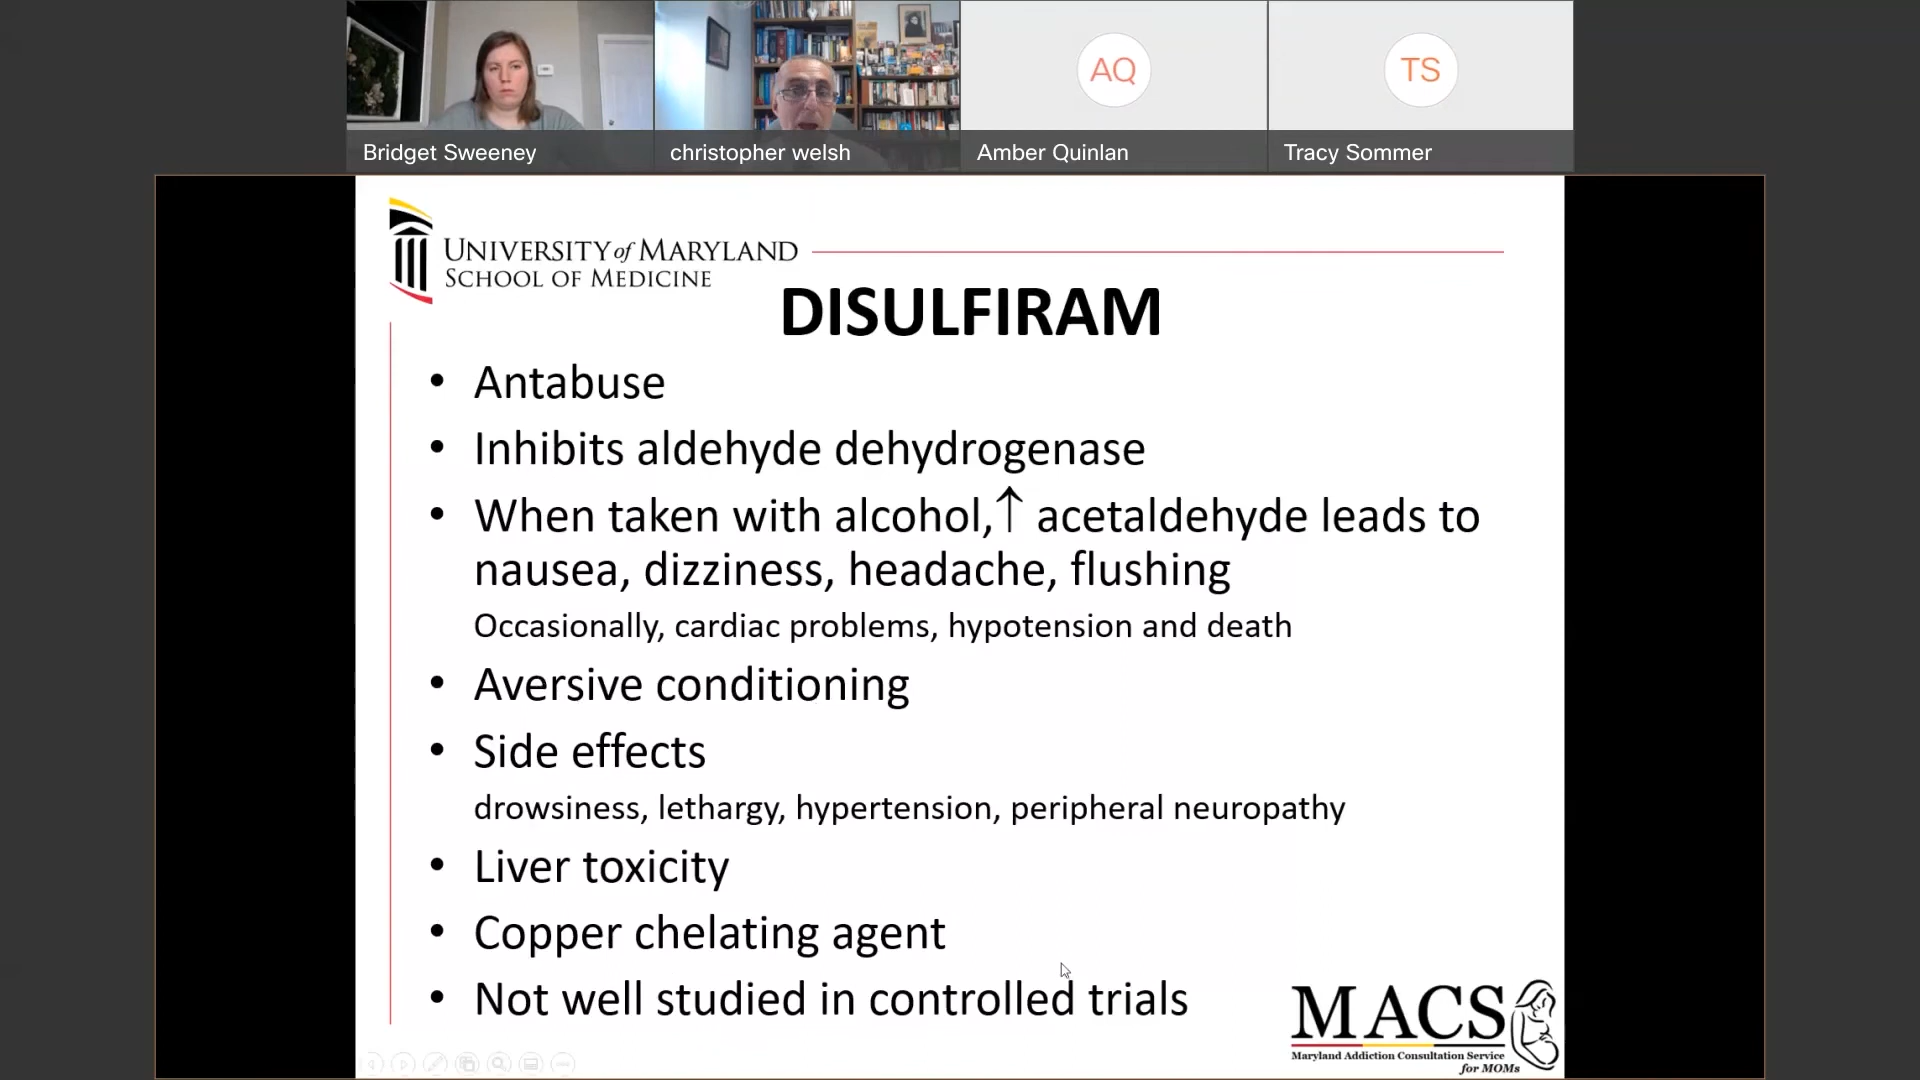 AQ
TS
Bridget Sweeney
christopher welsh
Amber Quinlan
Tracy Sommer
UNIVERSITY of MARYLAND
SCHOOL OF MEDICINE
DISULFIRAM
• Antabuse
• Inhibits aldehyde dehydrogenase
• When taken with alcohol,↑ acetaldehyde leads to
nausea, dizziness, headache, flushing
Occasionally, cardiac problems, hypotension and death
• Aversive conditioning
• Side effects
drowsiness, lethargy, hypertension, peripheral neuropathy
• Liver toxicity
• Copper chelating agent
• Not well studied in controlled trials
MACS
Maryland Addiction Consultation Service
for MOMs